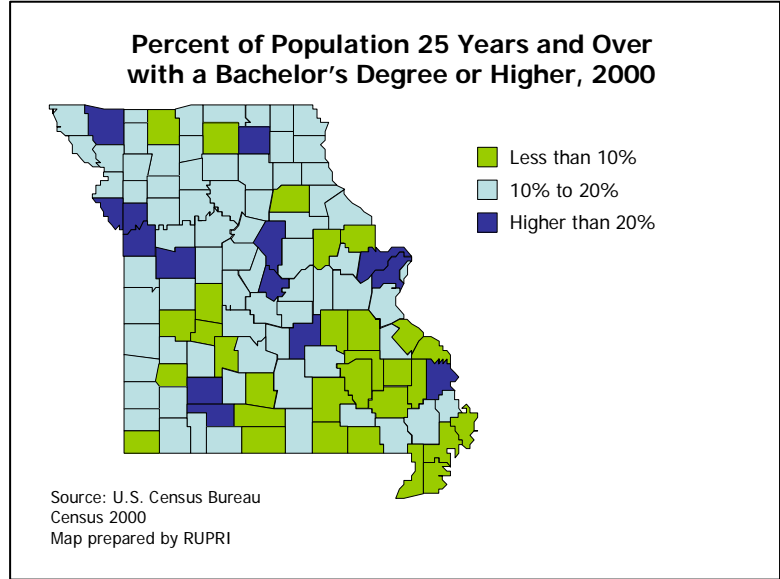 Percent of Population 25 Years and Over
with a Bachelor's Degree or Higher, 2000
Less than 10%
10% to 20%
Higher than 20%
Source: U.S. Census Bureau
Census 2000
Map prepared by RUPRI